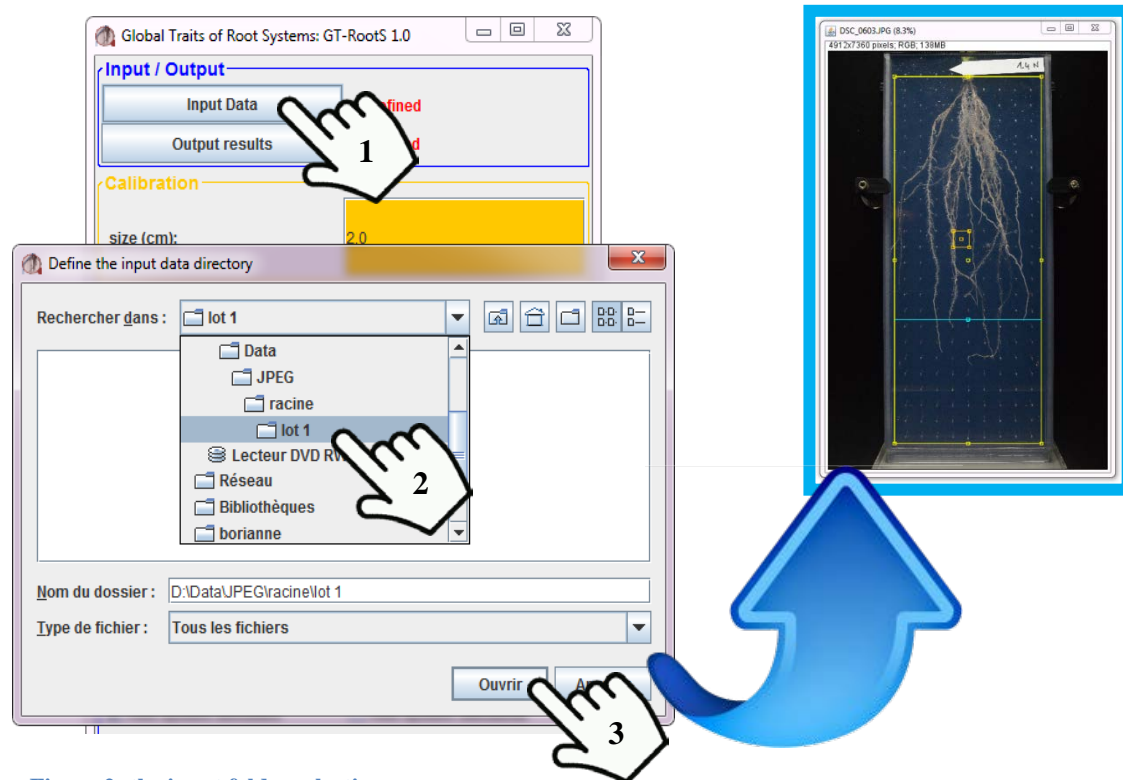 Global Traits of Root Systems: GT-RootS 1.0
Input / Output
Input Data
Output results
1
Calibration
size (cm):
2.0
Define the input data directory
Rechercher dans :
lot 1
Data
JPEG
racine
lot 1
Lecteur DVD
Réseau
Bibliothèques
borianne
2
Nom du dossier :
D:\Data\JPEG\racine\lot 1
Type de fichier :
Tous les fichiers
Ouvrir
3
DSC_0603.JPG (8.3%)
4912x7360 pixels; RGB; 138MB